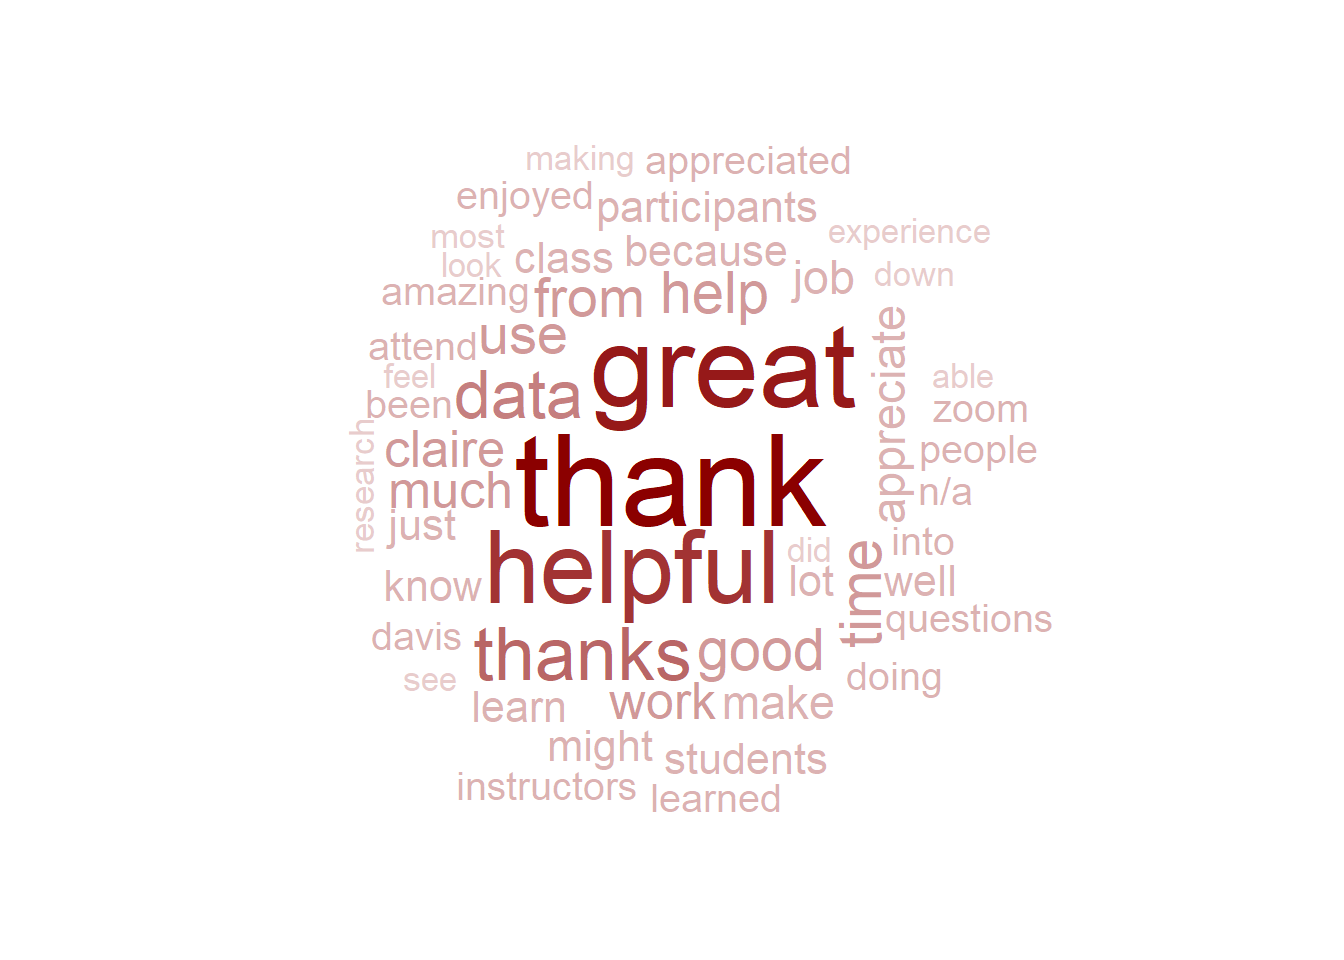 making appreciated
enjoyed participants
most experience
look class because job down
amazing from help
attend use great appreciate
feel able
been data zoom
research claire thank people
much n/a
just
helpful did into
know lot time well
davis questions
thanks good
see doing
learn work make
might students
instructors learned